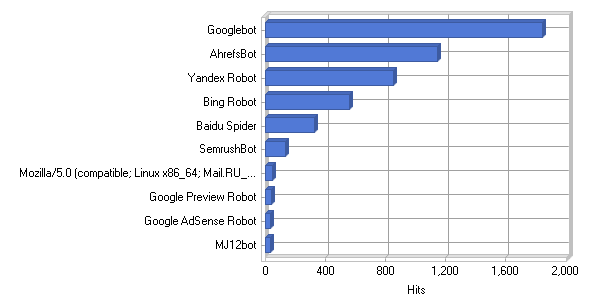 Googlebot
AhrefsBot
Yandex Robot
Bing Robot
Baidu Spider
SemrushBot
Mozilla/5.0 (compatible; Linux x86_64; Mail.RU_...
Google Preview Robot
Google AdSense Robot
MJ12bot
0 400 800 1,200 1,600 2,000
Hits